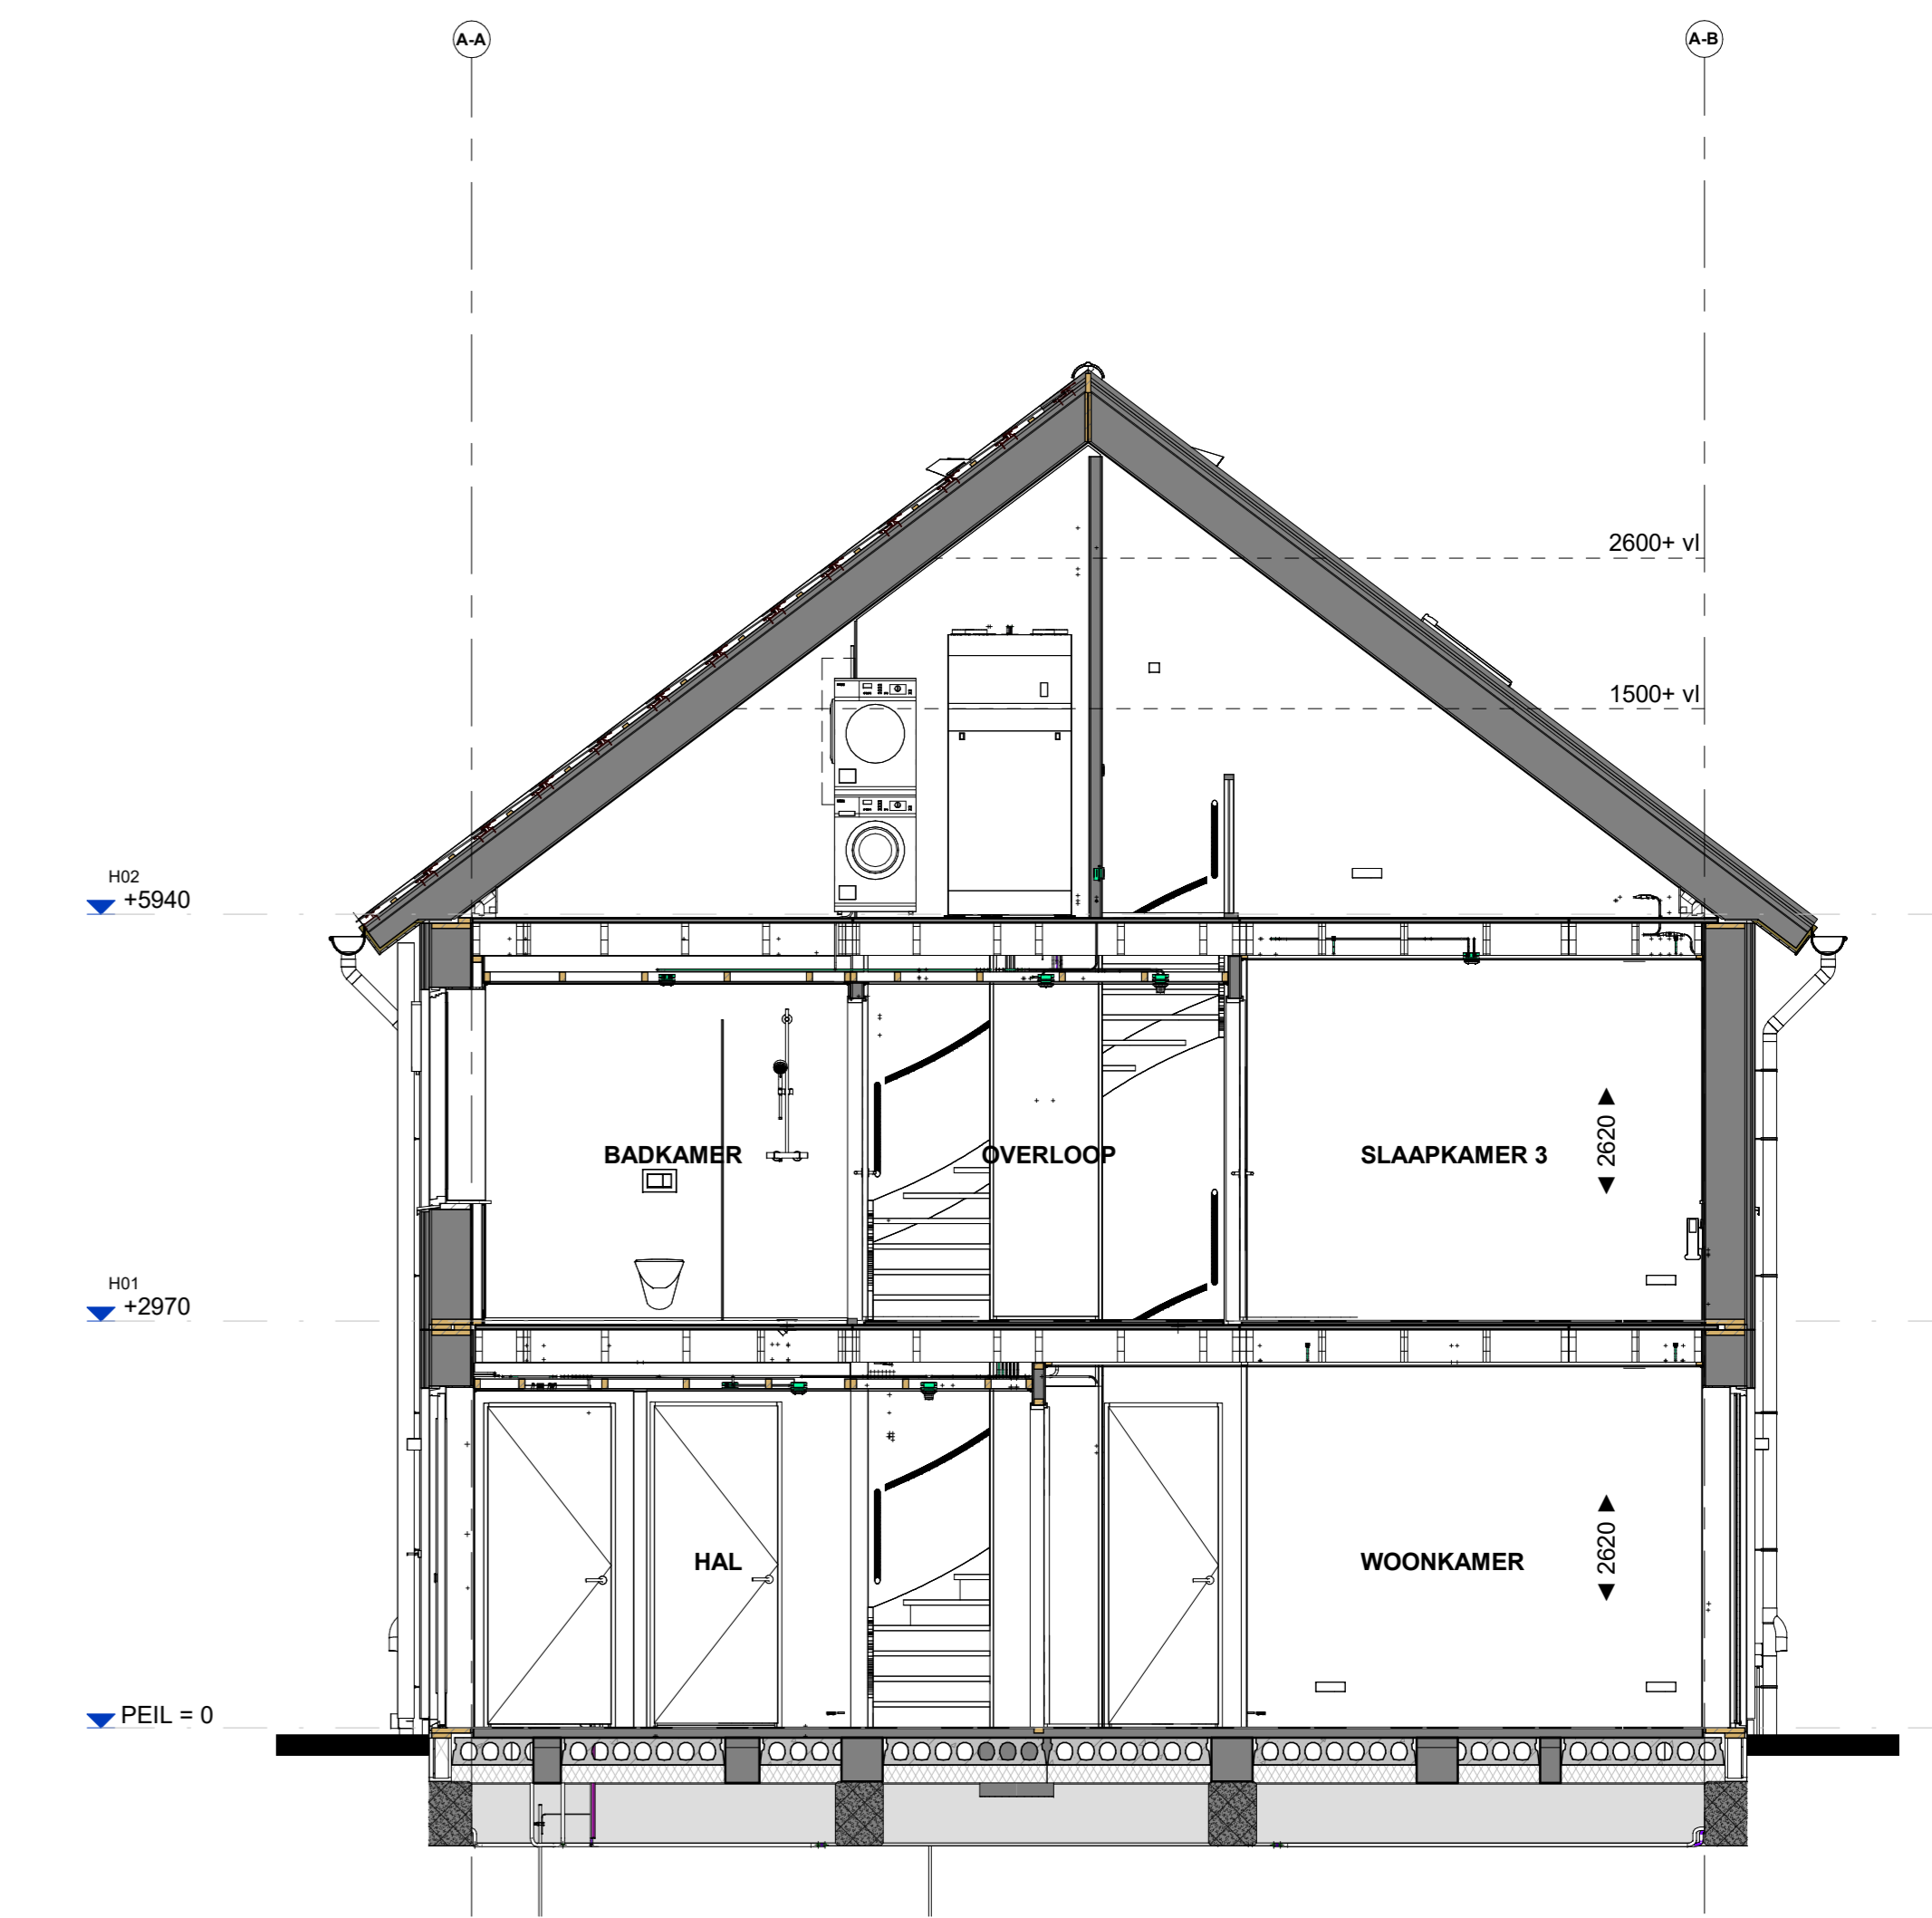 A-A
A-B
2600+ vl
1500+ vl
H02
+5940
BADKAMER
OVERLOOP
SLAAPKAMER 3
2620
H01
+2970
HAL
WOONKAMER
2620
PEIL = 0